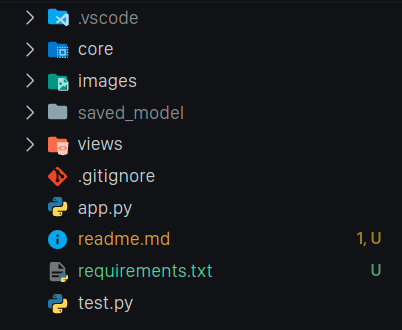 .vscode
core
images
saved_model
views
.gitignore
app.py
readme.md 1, U
requirements.txt U
test.py